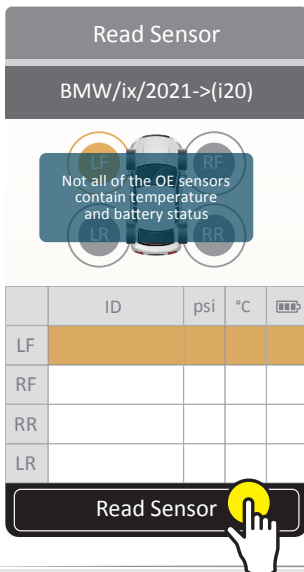 Read Sensor
BMW/ix/2021->(i20)
LF
RF
Not all of the OE sensors
contain temperature
and battery status
LR
RR
ID psi °C
LF
RF
RR
LR
Read Sensor